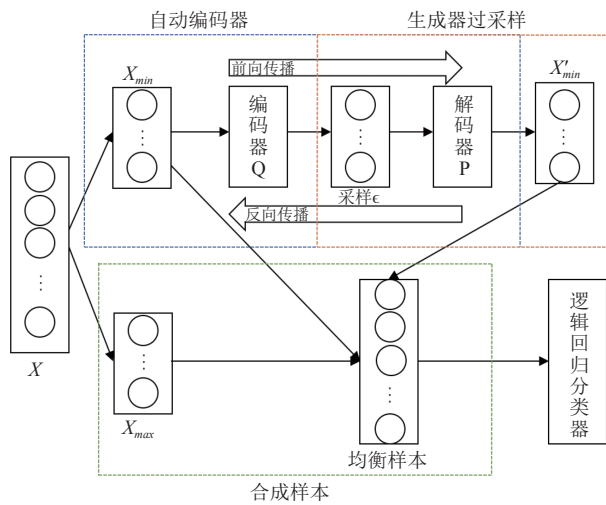 自动编码器
生成器过采样
X_min
前向传播
X'_min
编码器Q
解码器P
采样ϵ
反向传播
X
X_max
均衡样本
逻辑回归分类器
合成样本